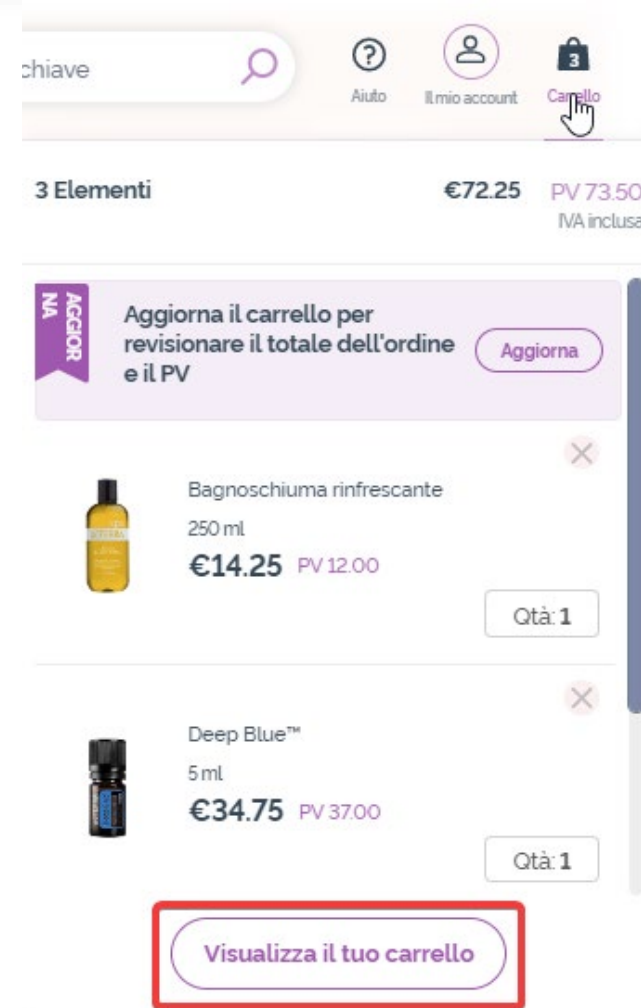 chiave
Aiuto
Il mio account
3
Carrello
3 Elementi
€72.25
PV 73.50
IVA inclusa
AGGIOR
NA
Aggiorna il carrello per
revisionare il totale dell'ordine
e il PV
Aggiorna
Bagnoschiuma rinfrescante
250 ml
€14.25 PV 12.00
Qtà: 1
Deep Blue™
5 ml
€34.75 PV 37.00
Qtà: 1
Visualizza il tuo carrello